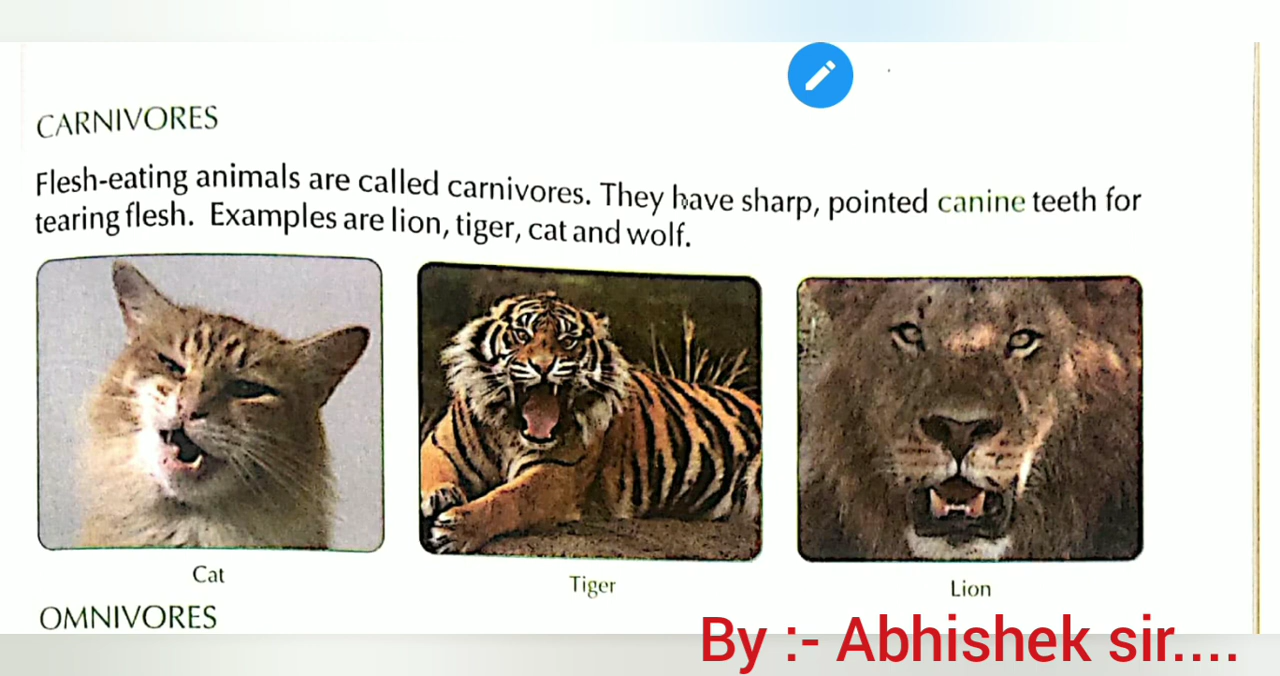 CARNIVORES
Flesh-eating animals are called carnivores. They have sharp, pointed canine teeth for
tearing flesh. Examples are lion, tiger, cat and wolf.
Cat
Tiger
Lion
OMNIVORES
By :- Abhishek sir....